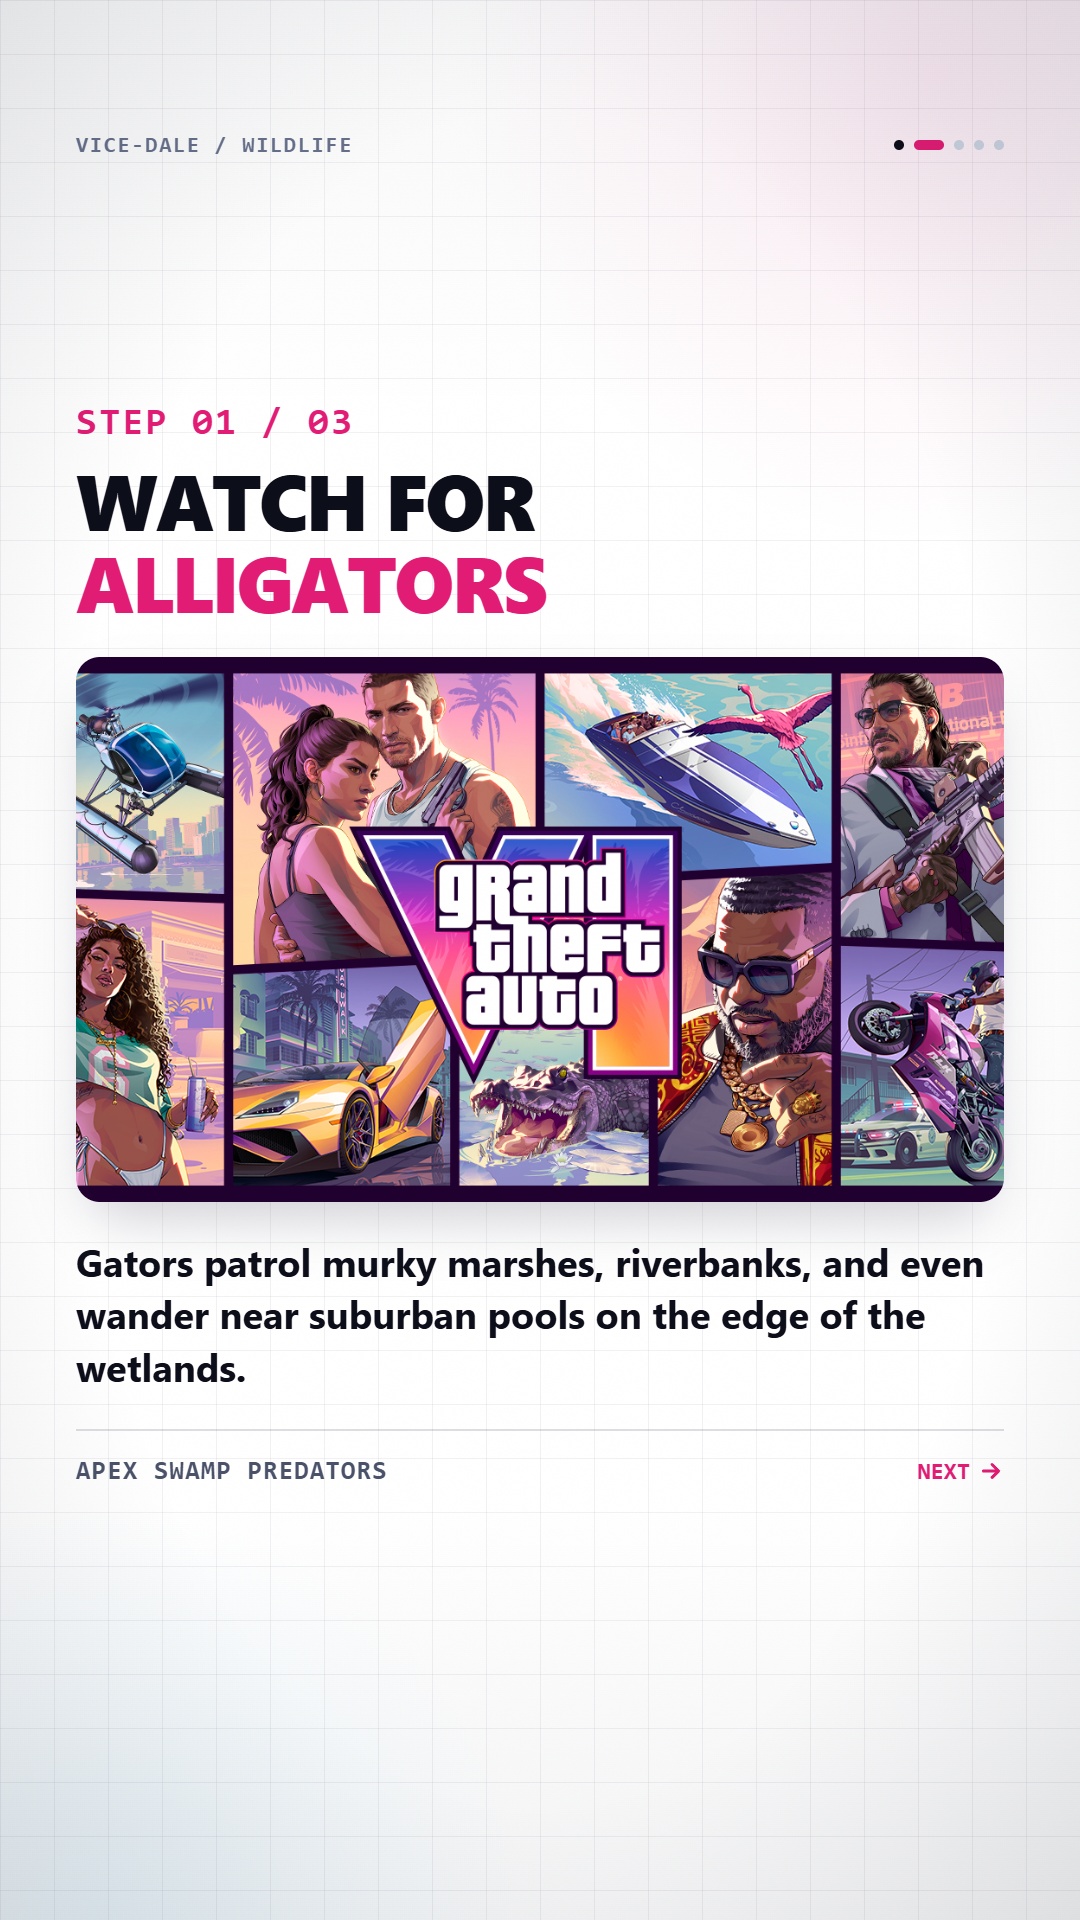 VICE-DALE / WILDLIFE
STEP 01 / 03
WATCH FOR
ALLIGATORS
VI
grand
theft
auto
Gators patrol murky marshes, riverbanks, and even
wander near suburban pools on the edge of the
wetlands.
APEX SWAMP PREDATORS
NEXT →